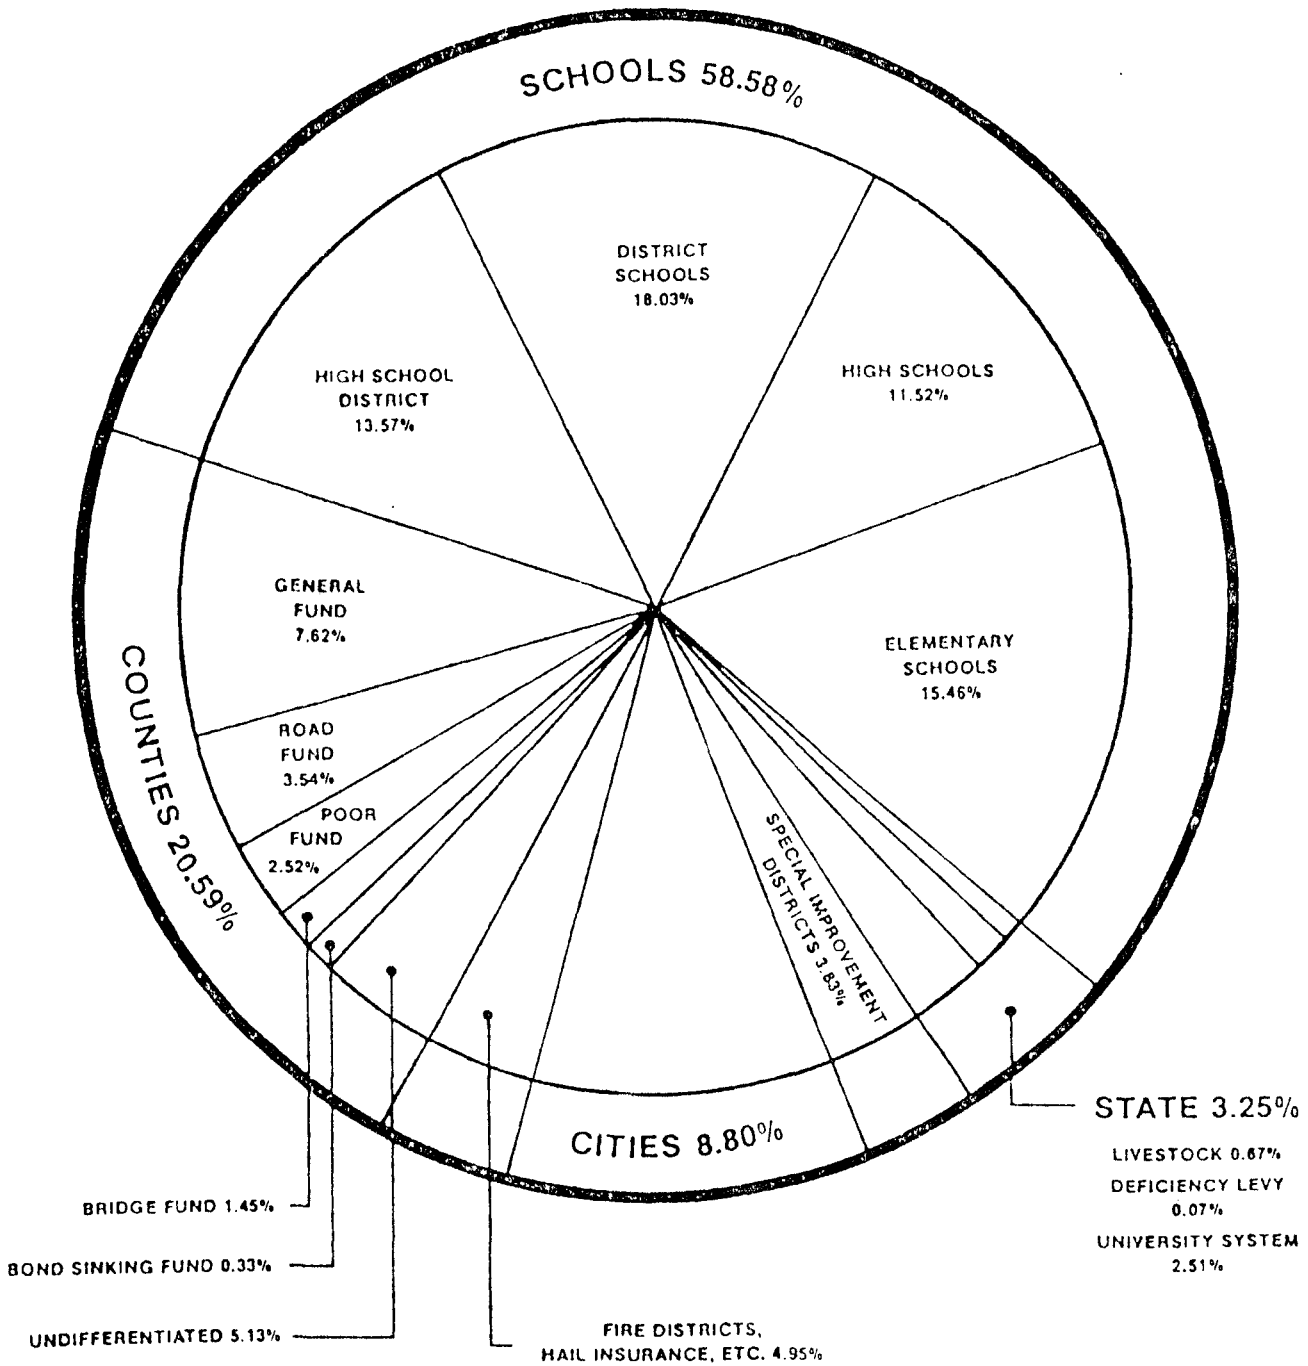 SCHOOLS 58.58%
DISTRICT
SCHOOLS
18.03%
HIGH SCHOOLS
11.52%
HIGH SCHOOL
DISTRICT
13.57%
GENERAL
FUND
7.62%
ELEMENTARY
SCHOOLS
15.46%
COUNTIES 20.59%
ROAD
FUND
3.54%
POOR
FUND
2.52%
SPECIAL IMPROVEMENT
DISTRICTS 3.83%
CITIES 8.80%
STATE 3.25%
LIVESTOCK 0.67%
DEFICIENCY LEVY
0.07%
UNIVERSITY SYSTEM
2.51%
BRIDGE FUND 1.45%
BOND SINKING FUND 0.33%
UNDIFFERENTIATED 5.13%
FIRE DISTRICTS,
HAIL INSURANCE, ETC. 4.95%